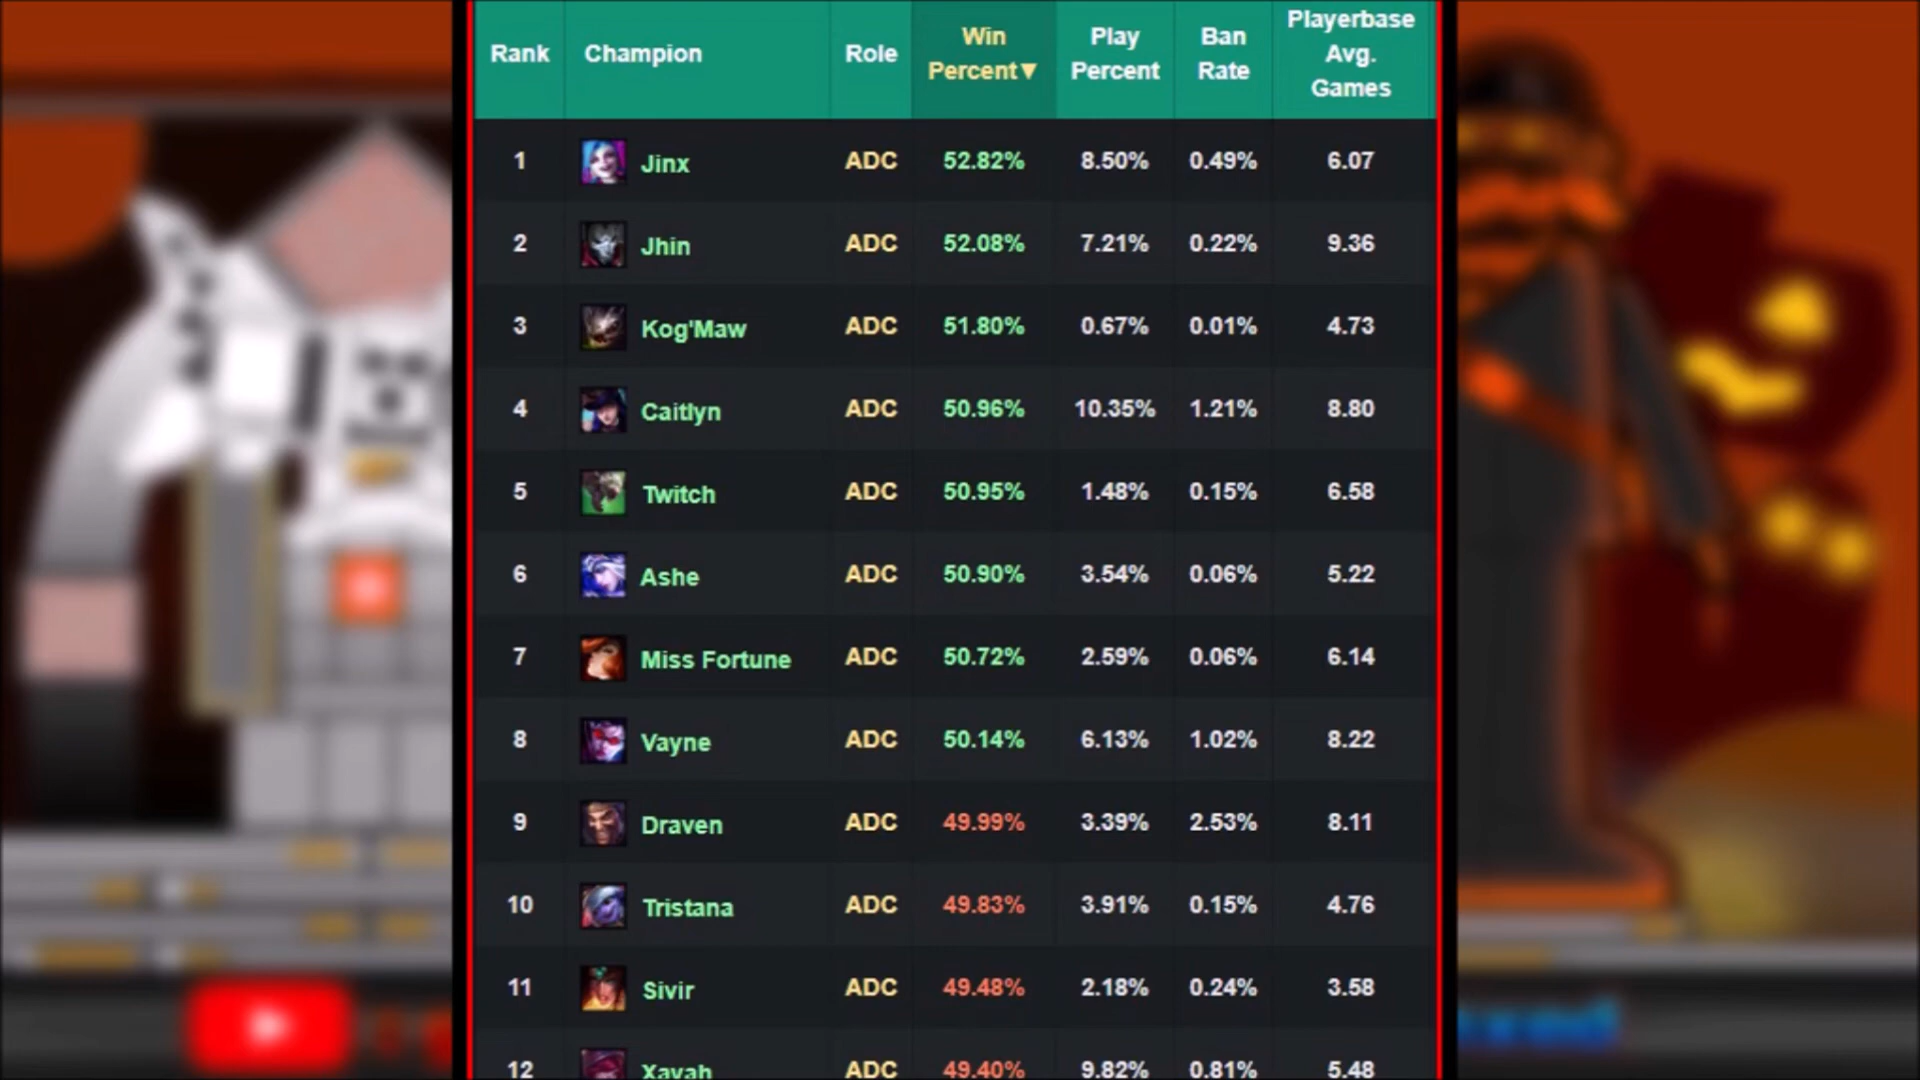 Rank Champion Role Win Percent▼ Play Percent Ban Rate Playerbase Avg. Games
1 Jinx ADC 52.82% 8.50% 0.49% 6.07
2 Jhin ADC 52.08% 7.21% 0.22% 9.36
3 Kog'Maw ADC 51.80% 0.67% 0.01% 4.73
4 Caitlyn ADC 50.96% 10.35% 1.21% 8.80
5 Twitch ADC 50.95% 1.48% 0.15% 6.58
6 Ashe ADC 50.90% 3.54% 0.06% 5.22
7 Miss Fortune ADC 50.72% 2.59% 0.06% 6.14
8 Vayne ADC 50.14% 6.13% 1.02% 8.22
9 Draven ADC 49.99% 3.39% 2.53% 8.11
10 Tristana ADC 49.83% 3.91% 0.15% 4.76
11 Sivir ADC 49.48% 2.18% 0.24% 3.58
12 Xayah ADC 49.40% 9.82% 0.81% 5.48